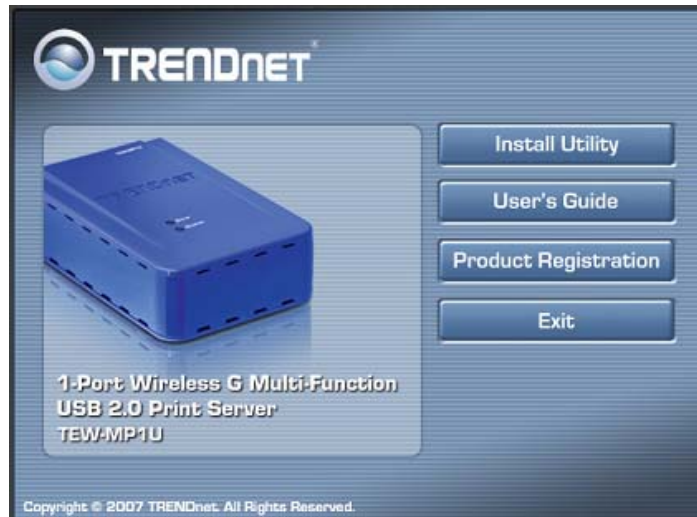 TRENDNET
Install Utility
User's Guide
Product Registration
Exit
TRENDNET
1-Port Wireless G Multi-Function
USB 2.0 Print Server
TEW-MP1U
Copyright © 2007 TRENDnet. All Rights Reserved.